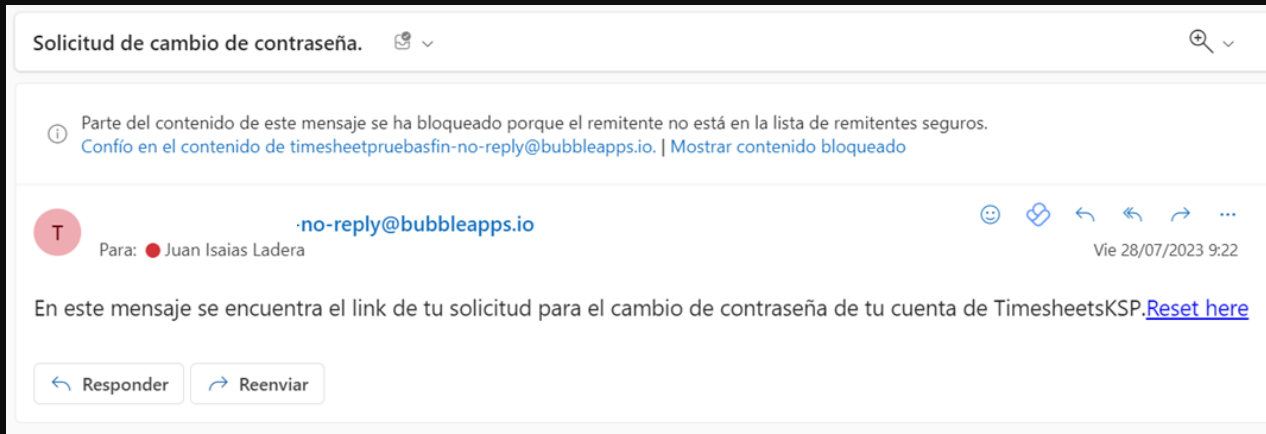 Solicitud de cambio de contraseña.
Parte del contenido de este mensaje se ha bloqueado porque el remitente no está en la lista de remitentes seguros.
Confío en el contenido de timesheetpruebasfin-no-reply@bubbleapps.io. | Mostrar contenido bloqueado
T
-no-reply@bubbleapps.io
Para: Juan Isaias Ladera
Vie 28/07/2023 9:22
En este mensaje se encuentra el link de tu solicitud para el cambio de contraseña de tu cuenta de TimesheetsKSP.Reset here
Responder
Reenviar